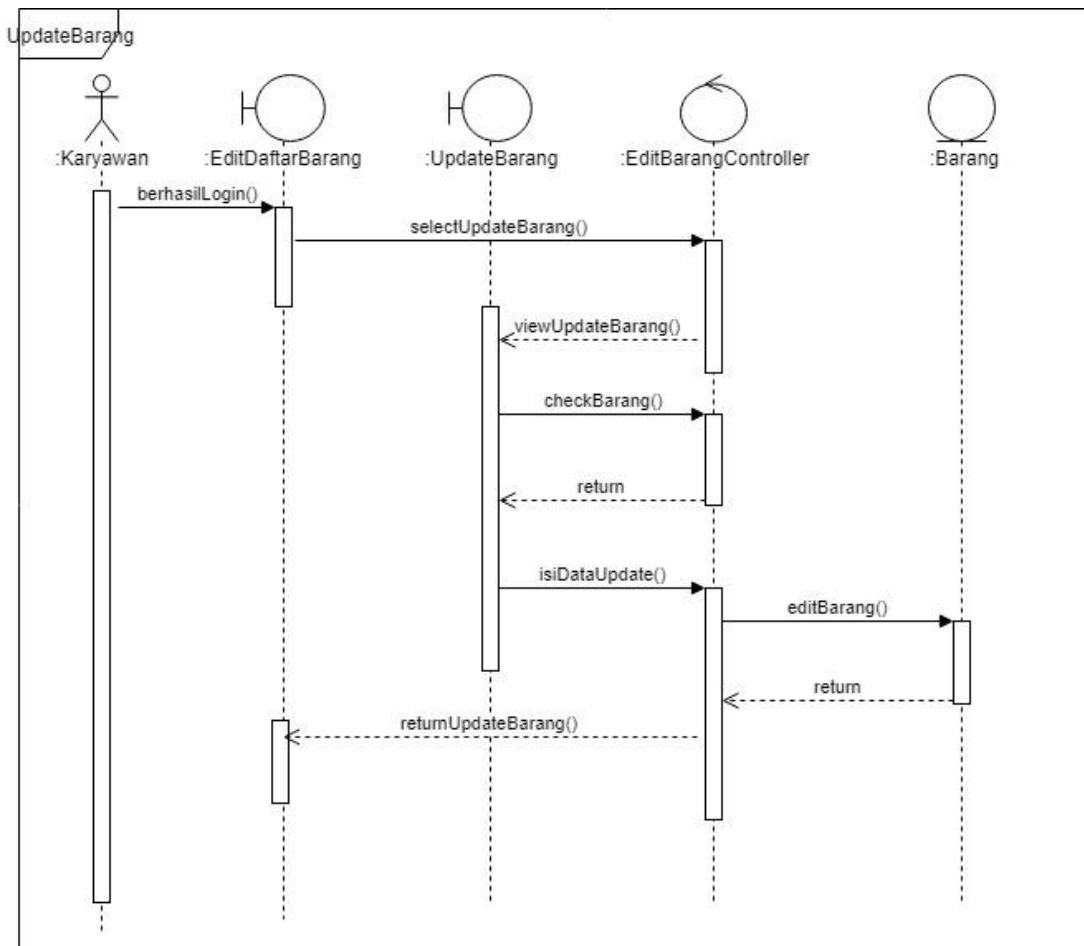 UpdateBarang
:Karyawan
:EditDaftarBarang
:UpdateBarang
:EditBarangController
:Barang
berhasilLogin()
selectUpdateBarang()
viewUpdateBarang()
checkBarang()
return
isiDataUpdate()
editBarang()
return
returnUpdateBarang()